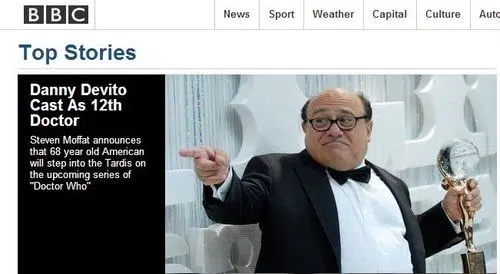 BBC
News Sport Weather Capital Culture Auto
Top Stories
Danny Devito
Cast As 12th
Doctor
Steven Moffat announces
that 68 year old American
will step into the Tardis on
the upcoming series of
"Doctor Who"